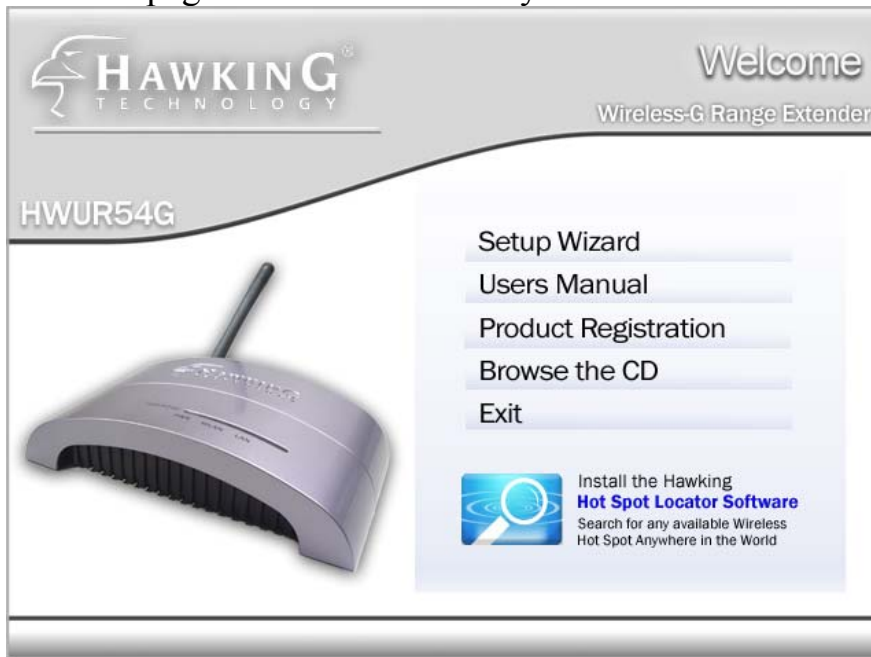 HAWKING®
TECHNOLOGY
Welcome
Wireless-G Range Extender
HWUR54G
Setup Wizard
Users Manual
Product Registration
Browse the CD
Exit
Install the Hawking
Hot Spot Locator Software
Search for any available Wireless
Hot Spot Anywhere in the World
HAWKING